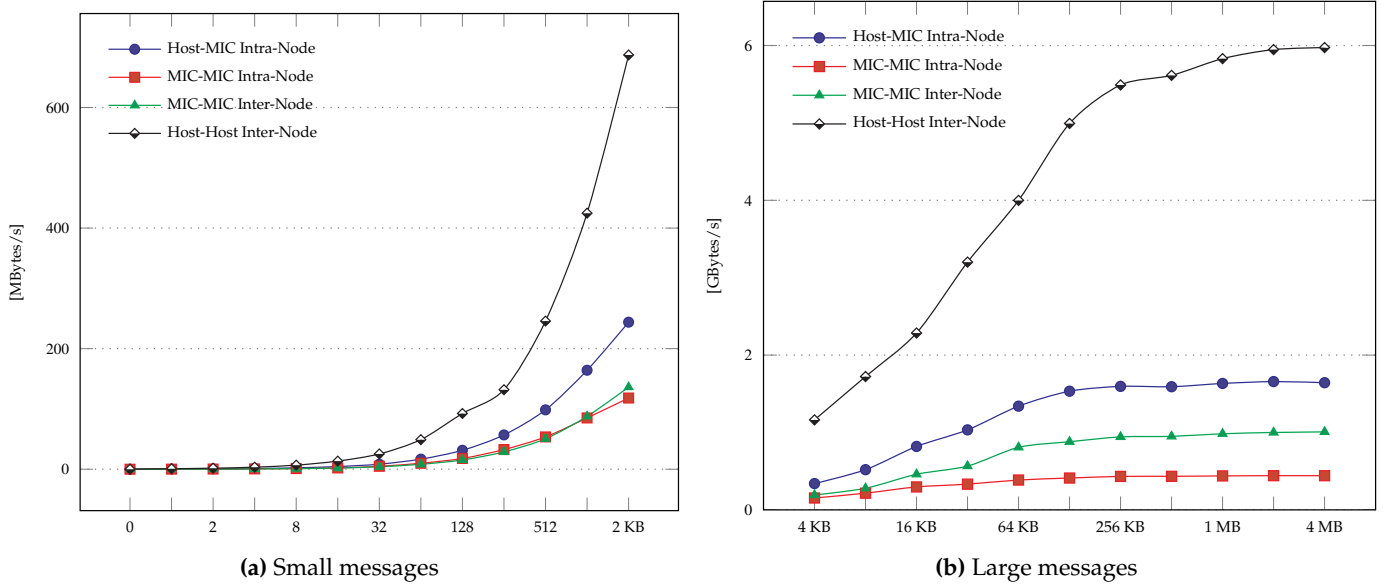 Host-MIC Intra-Node
MIC-MIC Intra-Node
MIC-MIC Inter-Node
Host-Host Inter-Node
[MBytes/s]
600
400
200
0
0 2 8 32 128 512 2 KB
(a) Small messages
Host-MIC Intra-Node
MIC-MIC Intra-Node
MIC-MIC Inter-Node
Host-Host Inter-Node
[GBytes/s]
6
4
2
0
4 KB 16 KB 64 KB 256 KB 1 MB 4 MB
(b) Large messages